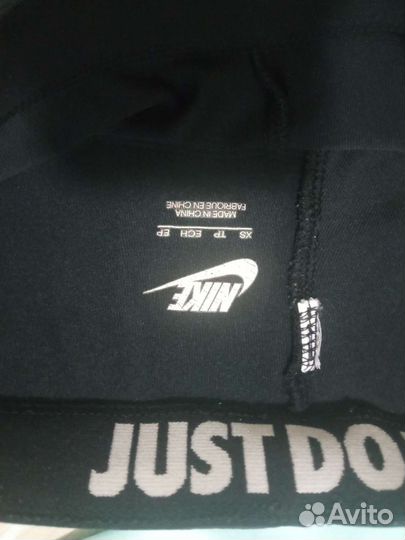 NIKE
XS TP ECH EP
MADE IN CHINA
FABRIQUE EN CHINE
JUST DO
Avito